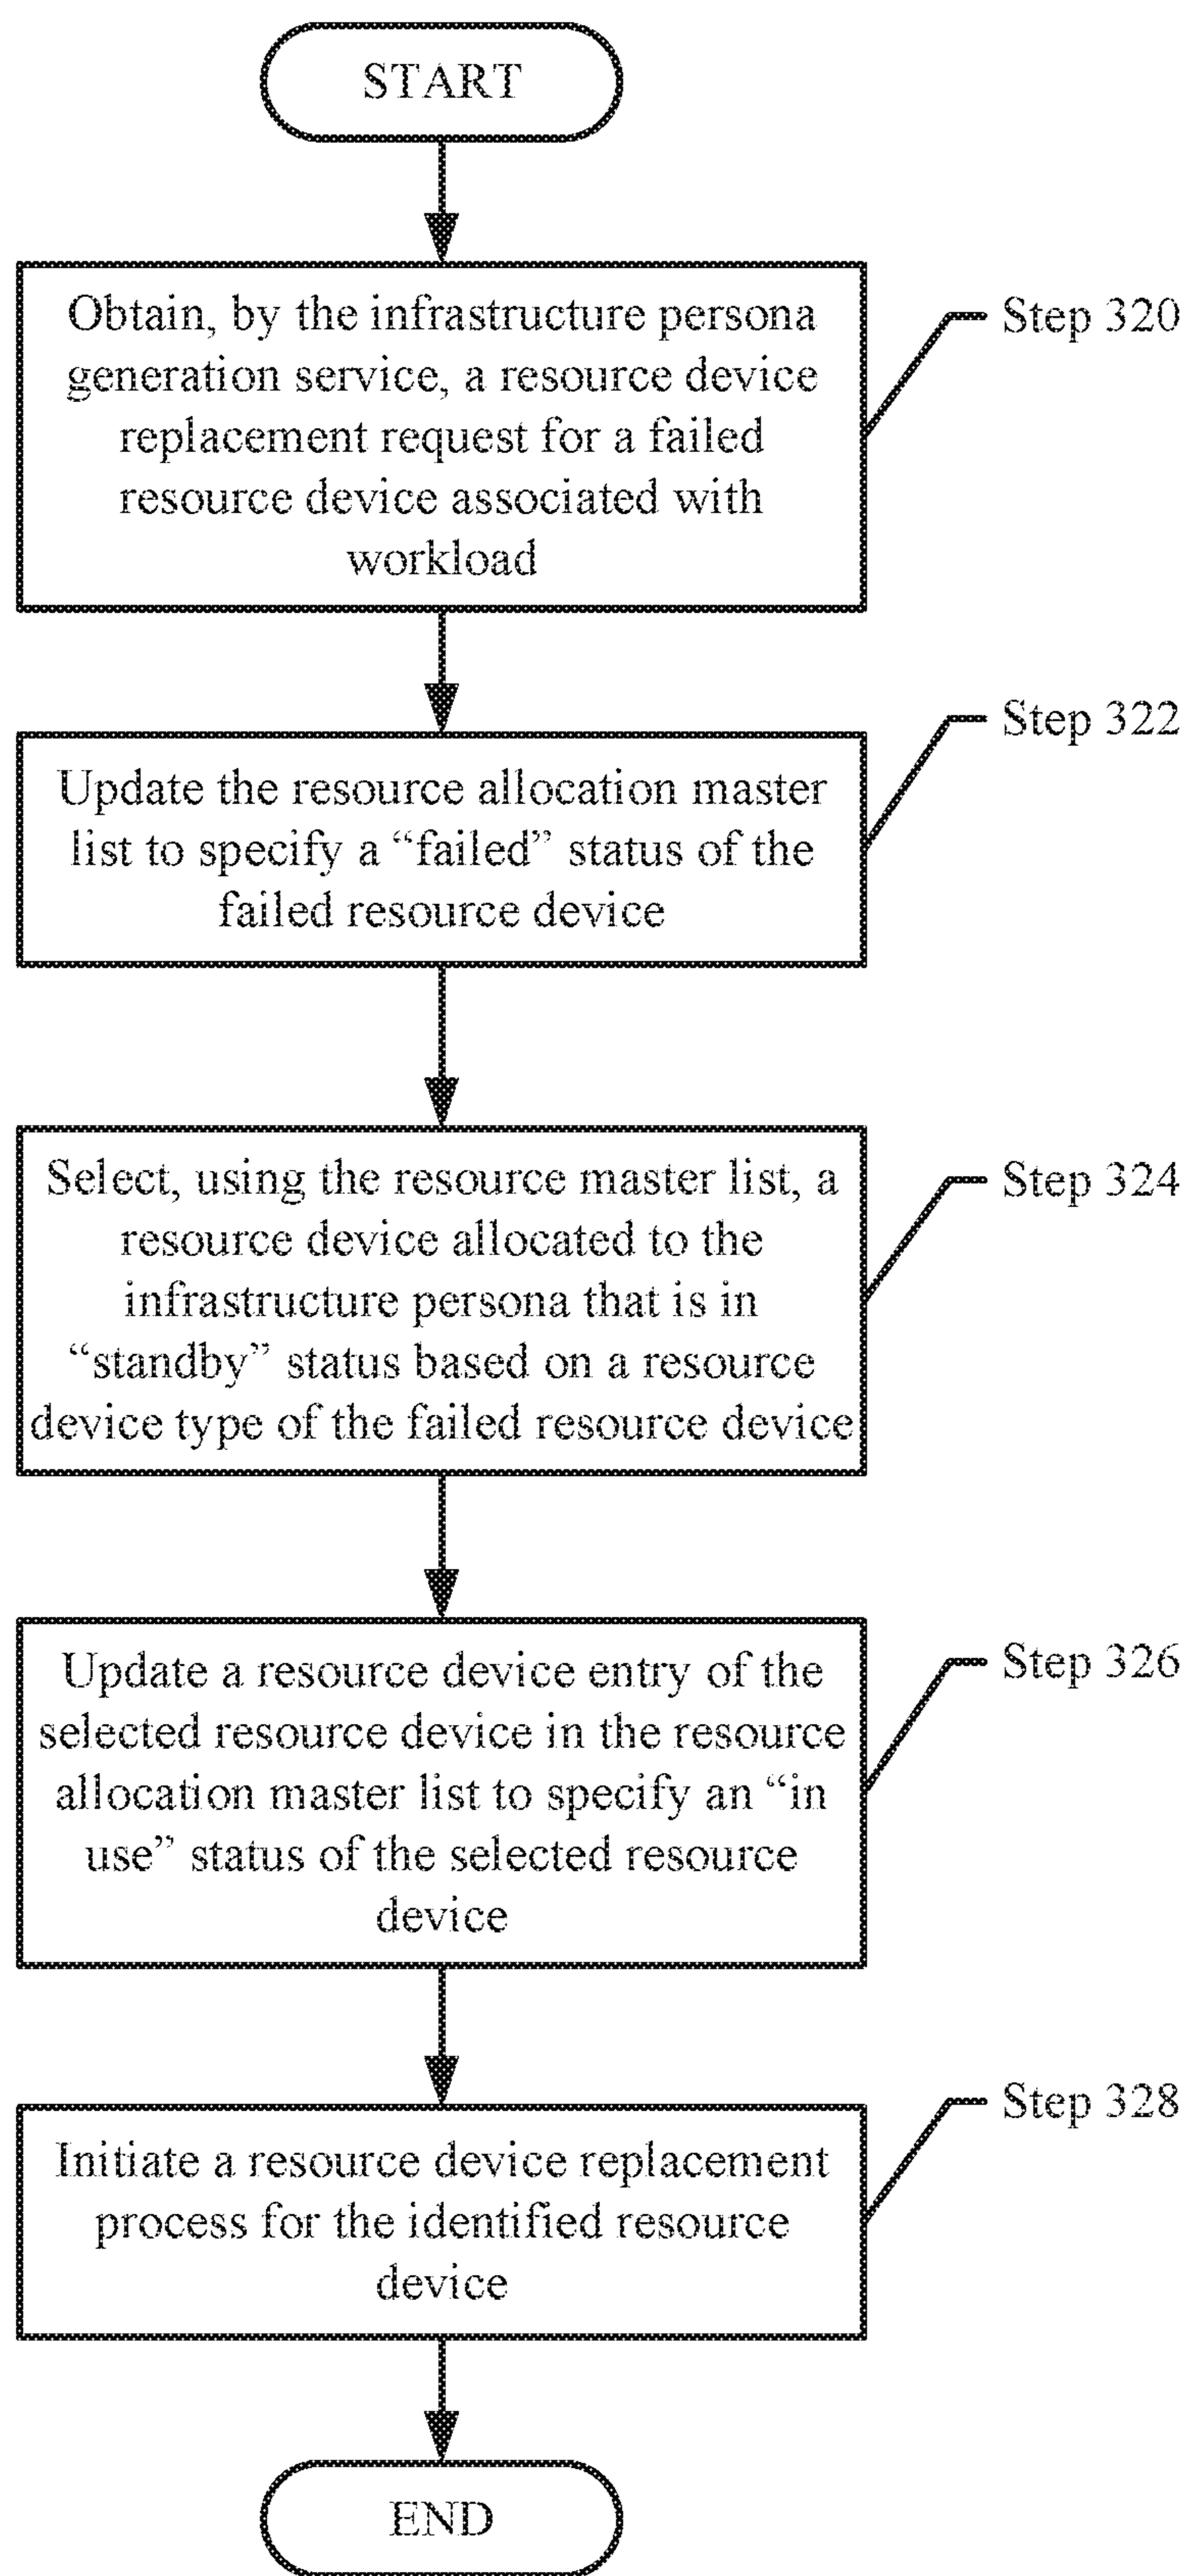 START
Obtain, by the infrastructure persona
generation service, a resource device
replacement request for a failed
resource device associated with
workload
Step 320
Update the resource allocation master
list to specify a “failed” status of the
failed resource device
Step 322
Select, using the resource master list, a
resource device allocated to the
infrastructure persona that is in
“standby” status based on a resource
device type of the failed resource device
Step 324
Update a resource device entry of the
selected resource device in the resource
allocation master list to specify an “in
use” status of the selected resource
device
Step 326
Initiate a resource device replacement
process for the identified resource
device
Step 328
END